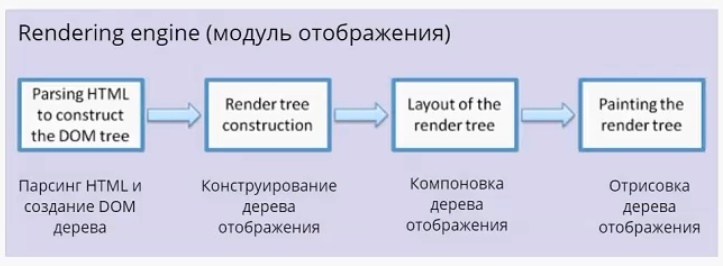 Rendering engine (модуль отображения)
Parsing HTML
to construct
the DOM tree
Render tree
construction
Layout of the
render tree
Painting the
render tree
Парсинг HTML и
создание DOM
дерева
Конструирование
дерева
отображения
Компоновка
дерева
отображения
Отрисовка
дерева
отображения